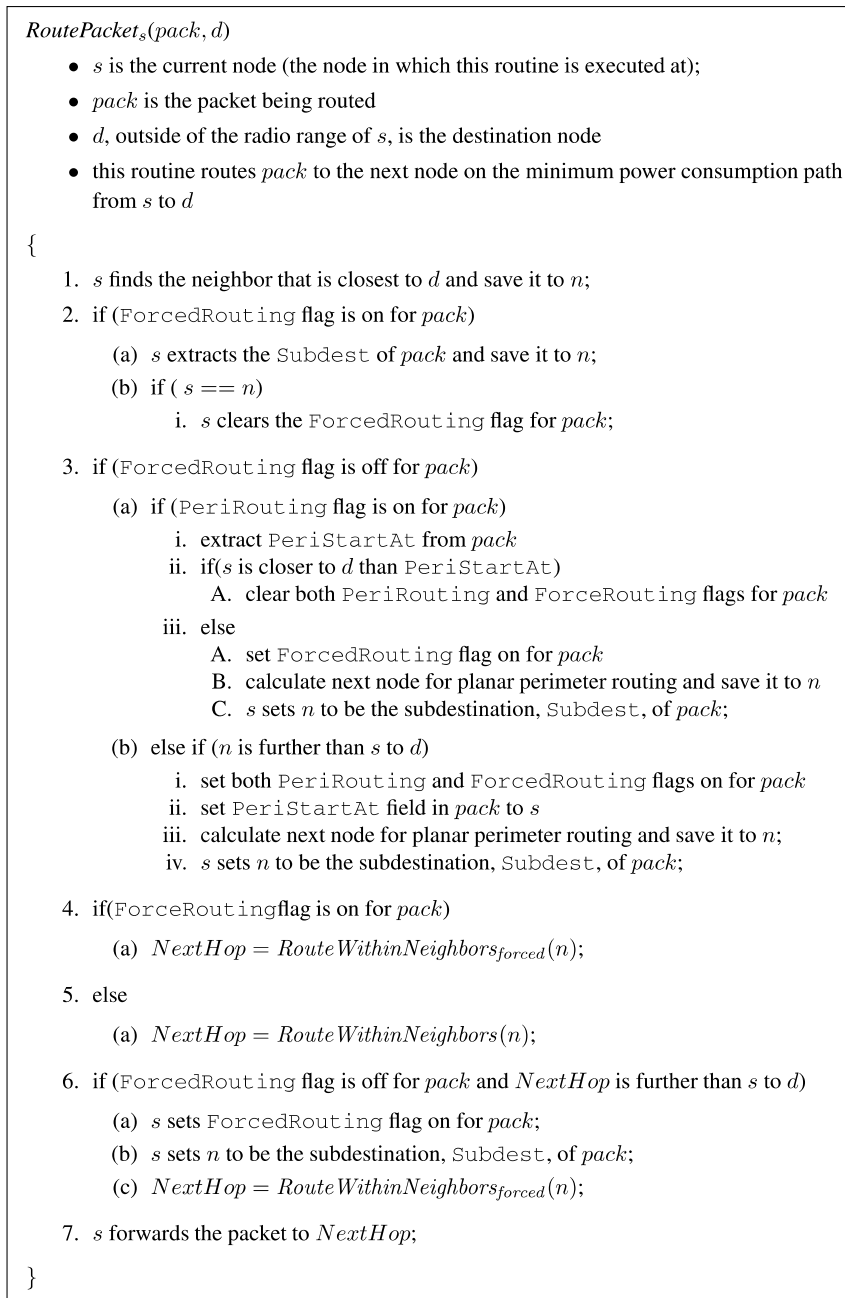 RoutePacketₛ(pack, d)
• s is the current node (the node in which this routine is executed at);
• pack is the packet being routed
• d, outside of the radio range of s, is the destination node
• this routine routes pack to the next node on the minimum power consumption path
from s to d
{
1. s finds the neighbor that is closest to d and save it to n;
2. if (ForcedRouting flag is on for pack)
(a) s extracts the Subdest of pack and save it to n;
(b) if ( s == n)
i. s clears the ForcedRouting flag for pack;
3. if (ForcedRouting flag is off for pack)
(a) if (PeriRouting flag is on for pack)
i. extract PeriStartAt from pack
ii. if(s is closer to d than PeriStartAt)
A. clear both PeriRouting and ForceRouting flags for pack
iii. else
A. set ForcedRouting flag on for pack
B. calculate next node for planar perimeter routing and save it to n
C. s sets n to be the subdestination, Subdest, of pack;
(b) else if (n is further than s to d)
i. set both PeriRouting and ForcedRouting flags on for pack
ii. set PeriStartAt field in pack to s
iii. calculate next node for planar perimeter routing and save it to n;
iv. s sets n to be the subdestination, Subdest, of pack;
4. if(ForceRoutingflag is on for pack)
(a) NextHop = RouteWithinNeighbors_forced(n);
5. else
(a) NextHop = RouteWithinNeighbors(n);
6. if (ForcedRouting flag is off for pack and NextHop is further than s to d)
(a) s sets ForcedRouting flag on for pack;
(b) s sets n to be the subdestination, Subdest, of pack;
(c) NextHop = RouteWithinNeighbors_forced(n);
7. s forwards the packet to NextHop;
}